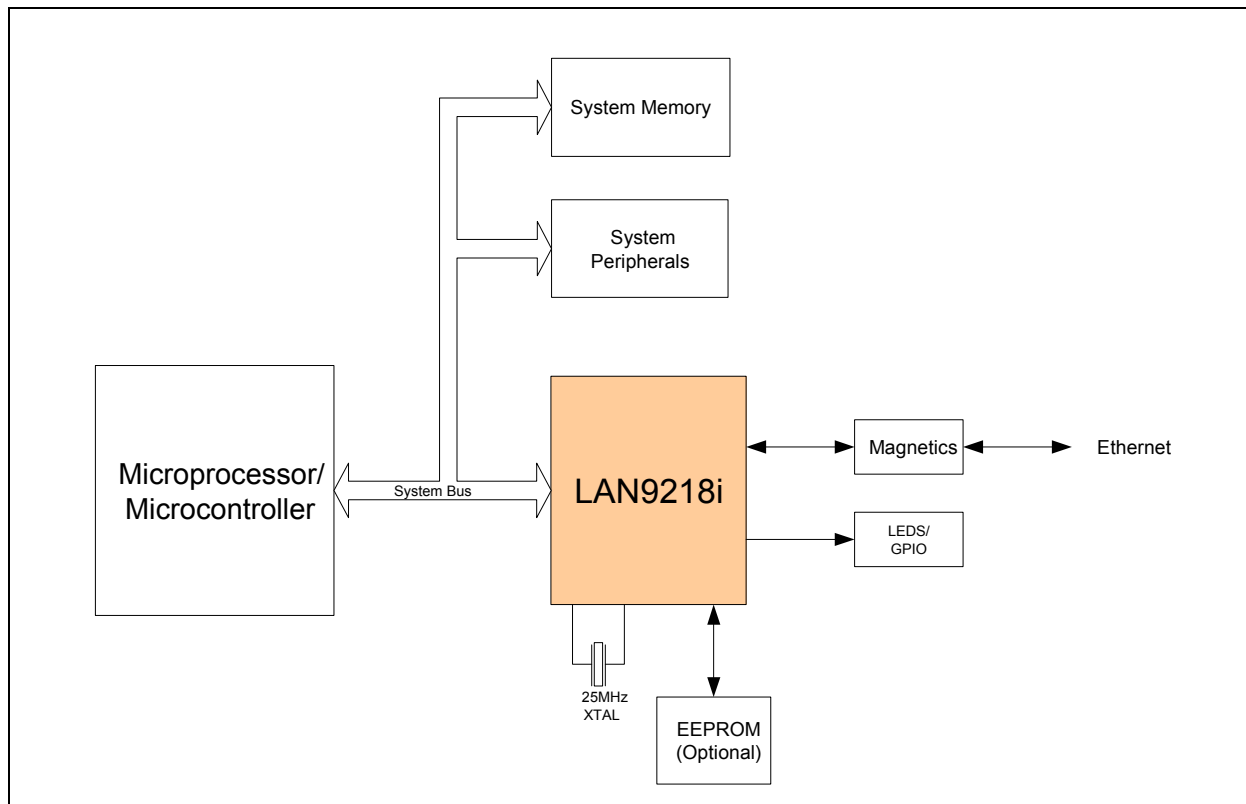 System Memory
System
Peripherals
Microprocessor/
Microcontroller
System Bus
LAN9218i
Magnetics
Ethernet
LEDS/
GPIO
25MHz
XTAL
EEPROM
(Optional)